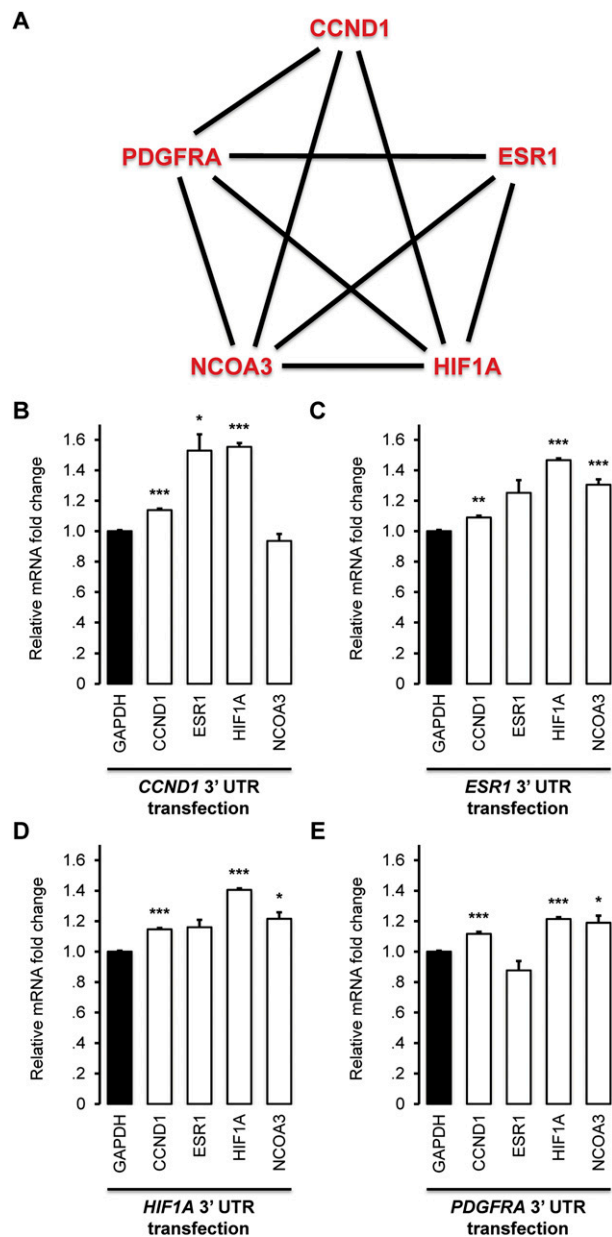 A
CCND1
PDGFRA
ESR1
NCOA3
HIF1A
B
Relative mRNA fold change
1.6
1.4
1.2
1.0
.8
.6
.4
.2
0
***
*
***
GAPDH
CCND1
ESR1
HIF1A
NCOA3
CCND1 3' UTR
transfection
C
Relative mRNA fold change
1.6
1.4
1.2
1.0
.8
.6
.4
.2
0
**
***
***
GAPDH
CCND1
ESR1
HIF1A
NCOA3
ESR1 3' UTR
transfection
D
Relative mRNA fold change
1.6
1.4
1.2
1.0
.8
.6
.4
.2
0
***
***
*
GAPDH
CCND1
ESR1
HIF1A
NCOA3
HIF1A 3' UTR
transfection
E
Relative mRNA fold change
1.6
1.4
1.2
1.0
.8
.6
.4
.2
0
***
***
*
GAPDH
CCND1
ESR1
HIF1A
NCOA3
PDGFRA 3' UTR
transfection